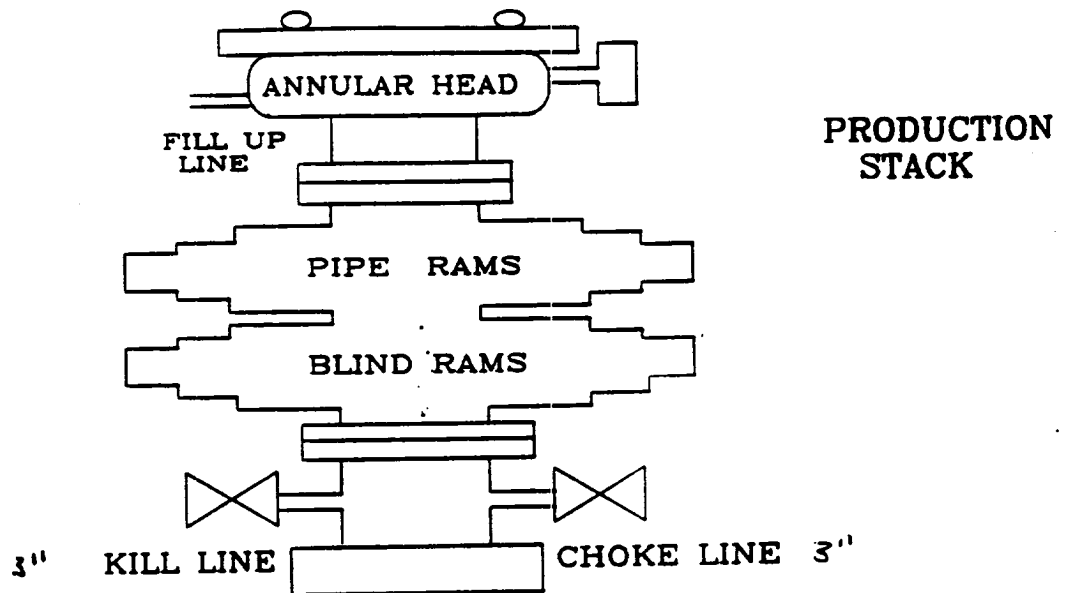 ANNULAR HEAD
FILL UP
LINE
PRODUCTION
STACK
PIPE RAMS
BLIND RAMS
3" KILL LINE
CHOKE LINE 3"